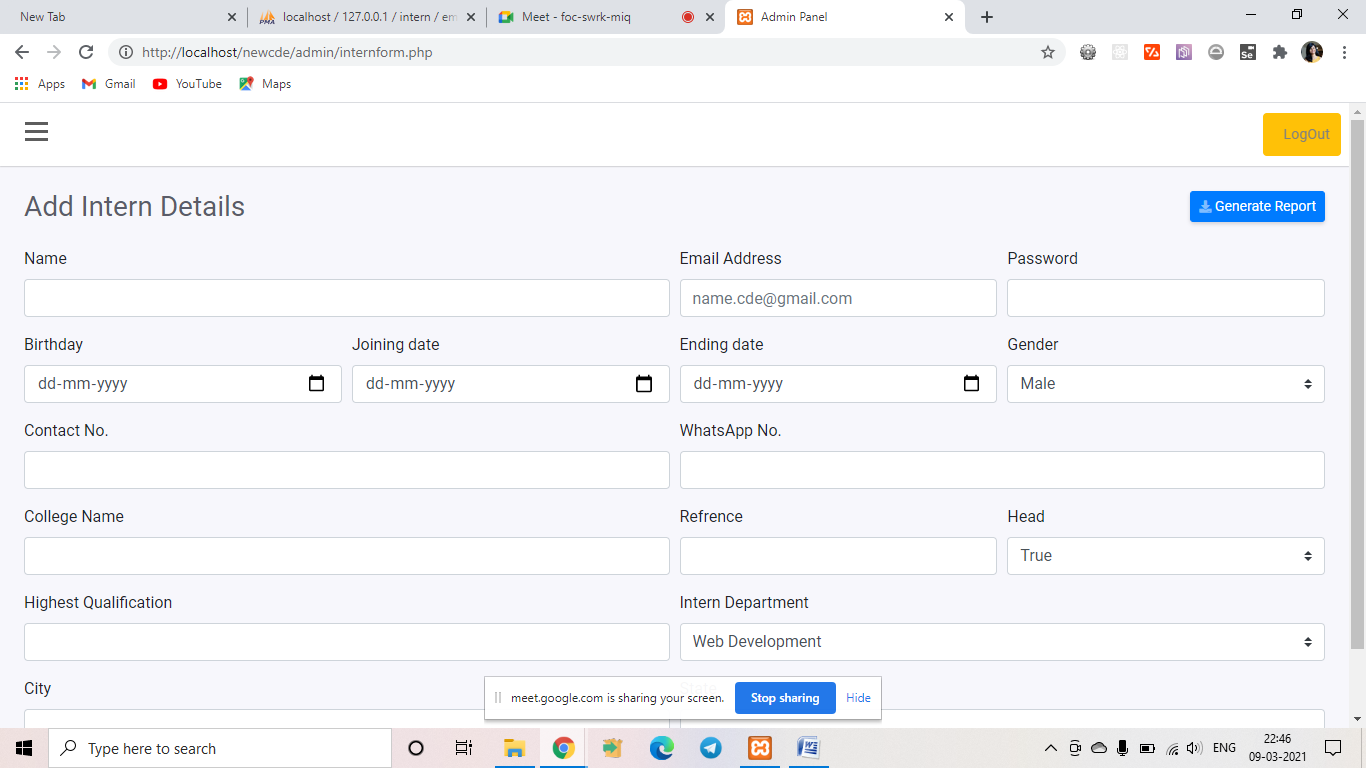 New Tab
localhost / 127.0.0.1 / intern / em
Meet - foc-swrk-miq
Admin Panel
http://localhost/newcde/admin/internform.php
Apps Gmail YouTube Maps
LogOut
Add Intern Details
Generate Report
Name Email Address Password
name.cde@gmail.com
Birthday Joining date Ending date Gender
dd-mm-yyyy dd-mm-yyyy dd-mm-yyyy Male
Contact No. WhatsApp No.
College Name Refrence Head
True
Highest Qualification Intern Department
Web Development
City
meet.google.com is sharing your screen. Stop sharing Hide
Type here to search
ENG
22:46
09-03-2021